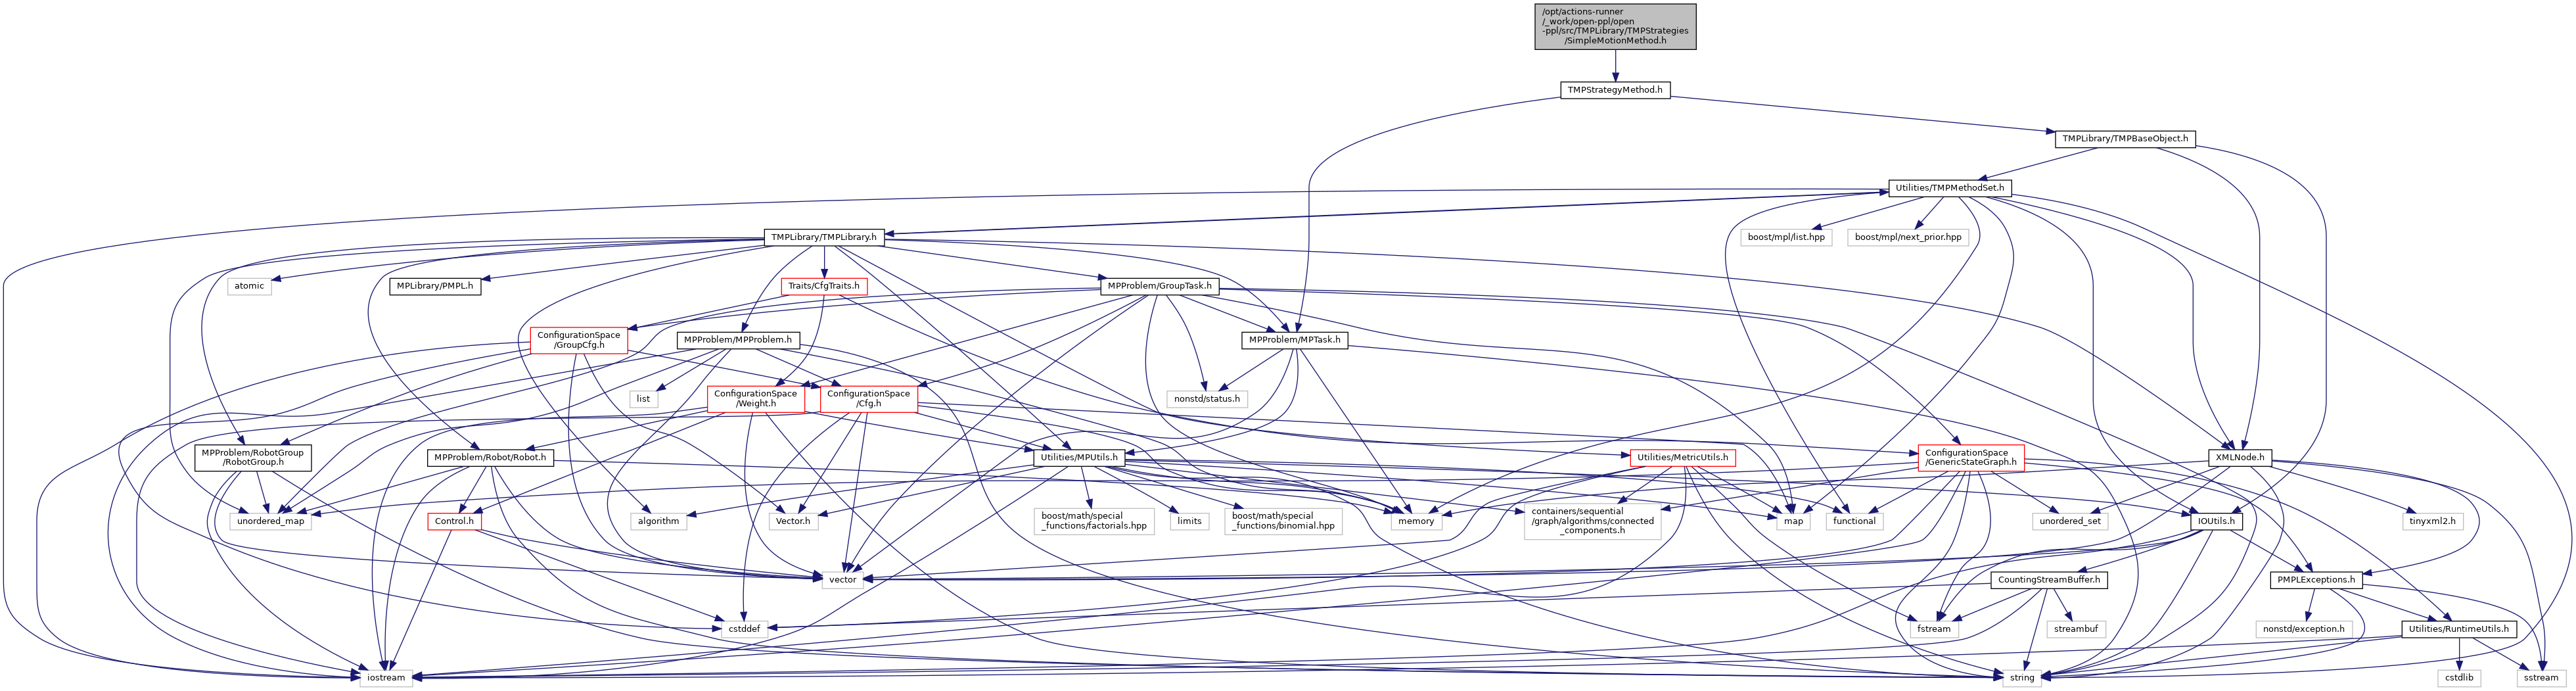 /opt/actions-runner
/_work/open-ppl/open
-ppl/src/TMPLibrary/TMPStrategies
/SimpleMotionMethod.h
TMPStrategyMethod.h
TMPLibrary/TMPBaseObject.h
Utilities/TMPMethodSet.h
TMPLibrary/TMPLibrary.h
boost/mpl/list.hpp
boost/mpl/next_prior.hpp
atomic
MPLibrary/PMPL.h
Traits/CfgTraits.h
MPProblem/GroupTask.h
ConfigurationSpace
/GroupCfg.h
MPProblem/MPProblem.h
MPProblem/MPTask.h
list
ConfigurationSpace
/Weight.h
ConfigurationSpace
/Cfg.h
nonstd/status.h
MPProblem/RobotGroup
/RobotGroup.h
MPProblem/Robot/Robot.h
Utilities/MPUtils.h
Utilities/MetricUtils.h
ConfigurationSpace
/GenericStateGraph.h
XMLNode.h
unordered_map
Control.h
algorithm
Vector.h
boost/math/special
_functions/factorials.hpp
limits
boost/math/special
_functions/binomial.hpp
memory
containers/sequential
/graph/algorithms/connected
_components.h
map
functional
unordered_set
IOUtils.h
tinyxml2.h
vector
CountingStreamBuffer.h
PMPLExceptions.h
cstddef
fstream
streambuf
nonstd/exception.h
Utilities/RuntimeUtils.h
iostream
string
cstdlib
sstream